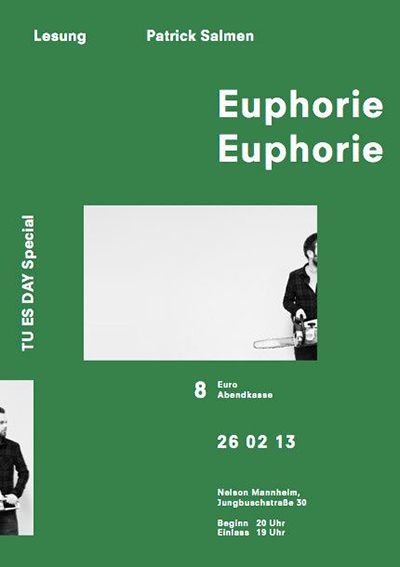 Lesung
Patrick Salmen
Euphorie
Euphorie
TU ES DAY Special
8 Euro
Abendkasse
26 02 13
Nelson Mannheim,
Jungbuschstraße 30
Beginn 20 Uhr
Einlass 19 Uhr